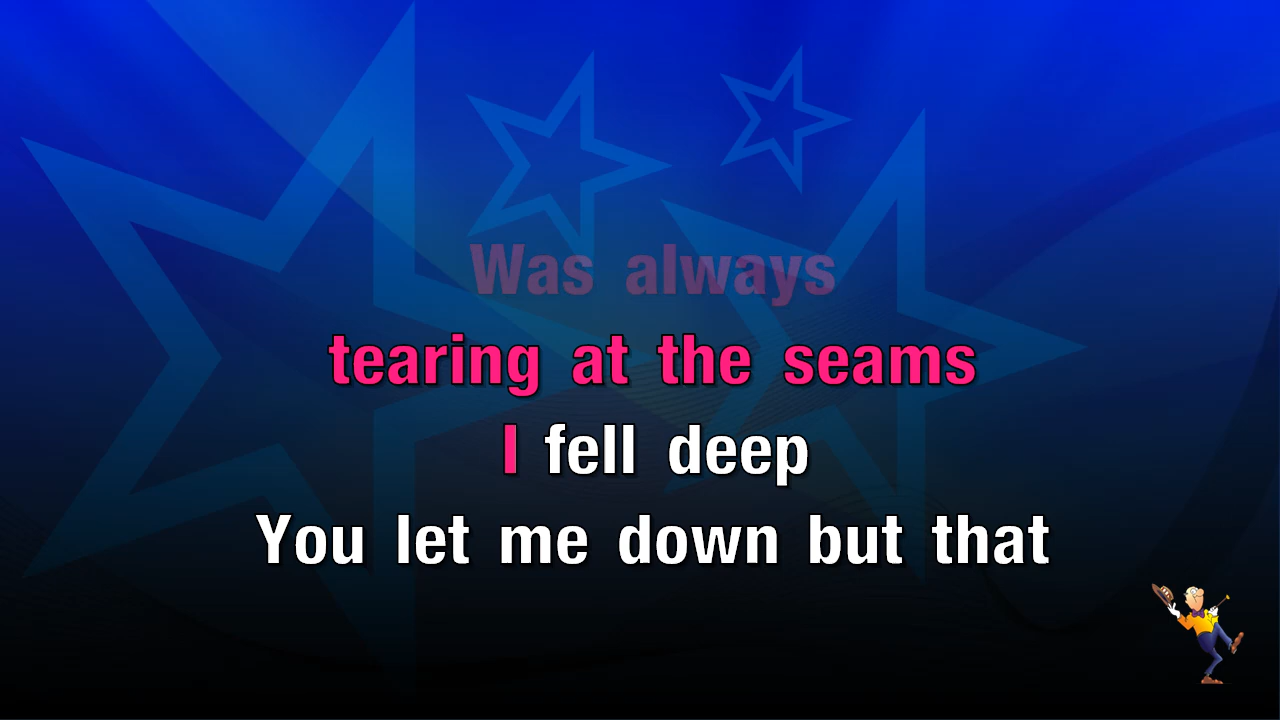 Was always
tearing at the seams
I fell deep
You let me down but that